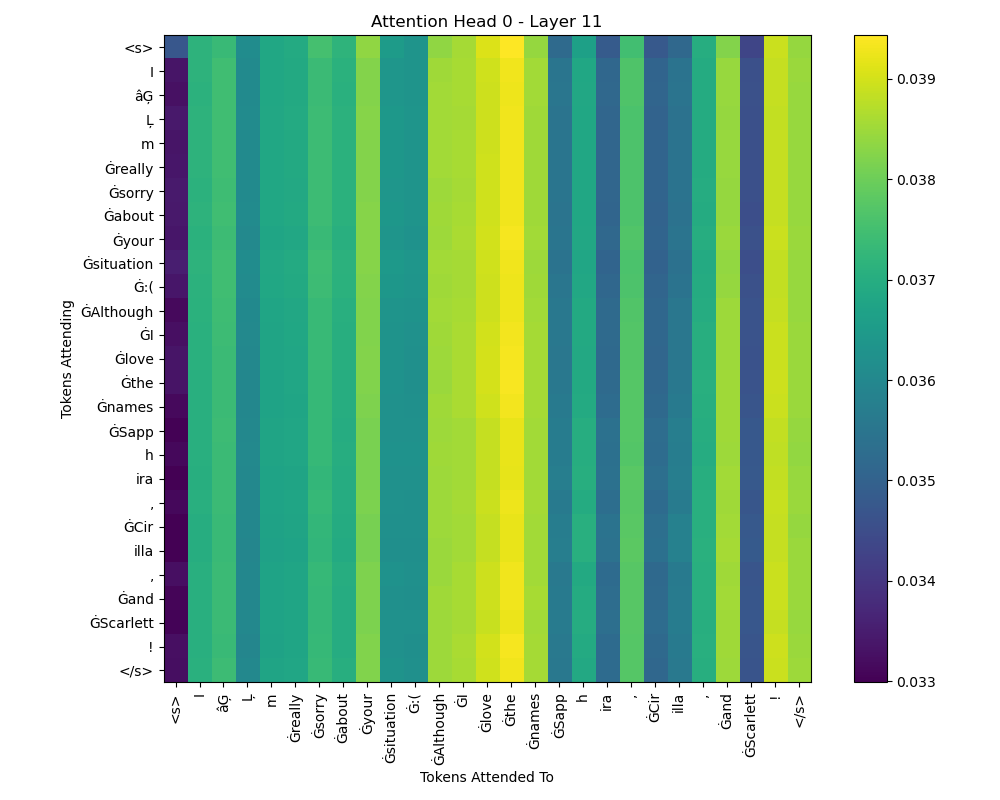 Attention Head 0 - Layer 11
<s>
I
âĢ
Ļ
m
Ġreally
Ġsorry
Ġabout
Ġyour
Ġsituation
Ġ:(
ĠAlthough
ĠI
Ġlove
Ġthe
Ġnames
ĠSapp
h
ira
,
ĠCir
illa
,
Ġand
ĠScarlett
!
</s>
Tokens Attending
<s>
I
âĢ
Ļ
m
Ġreally
Ġsorry
Ġabout
Ġyour
Ġsituation
Ġ:(
ĠAlthough
ĠI
Ġlove
Ġthe
Ġnames
ĠSapp
h
ira
,
ĠCir
illa
,
Ġand
ĠScarlett
!
</s>
Tokens Attended To
0.039
0.038
0.037
0.036
0.035
0.034
0.033